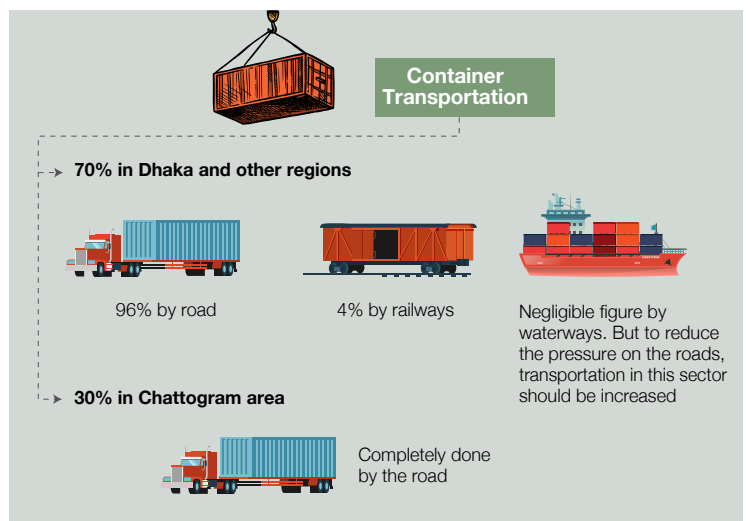 Container
Transportation
70% in Dhaka and other regions
96% by road
4% by railways
Negligible figure by
waterways. But to reduce
the pressure on the roads,
transportation in this sector
should be increased
30% in Chattogram area
Completely done
by the road